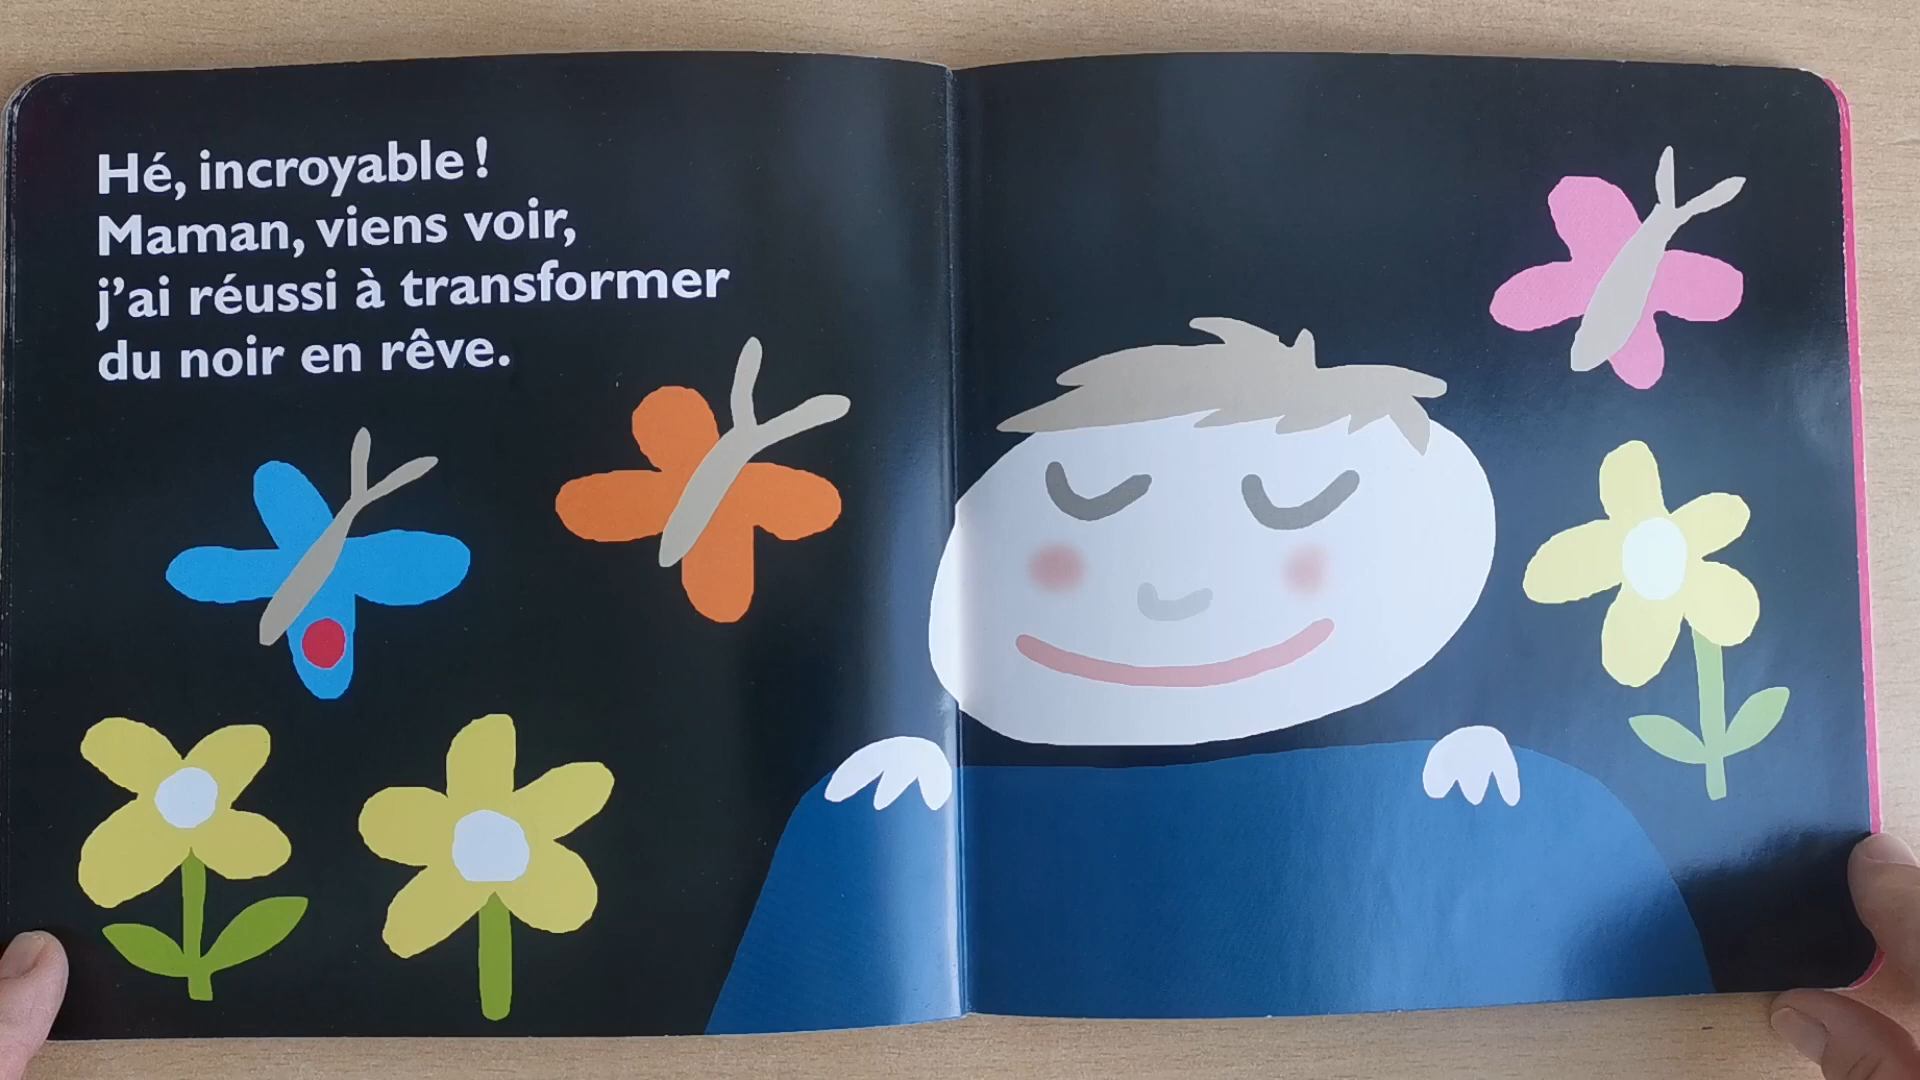 Hé, incroyable !
Maman, viens voir,
j'ai réussi à transformer
du noir en rêve.